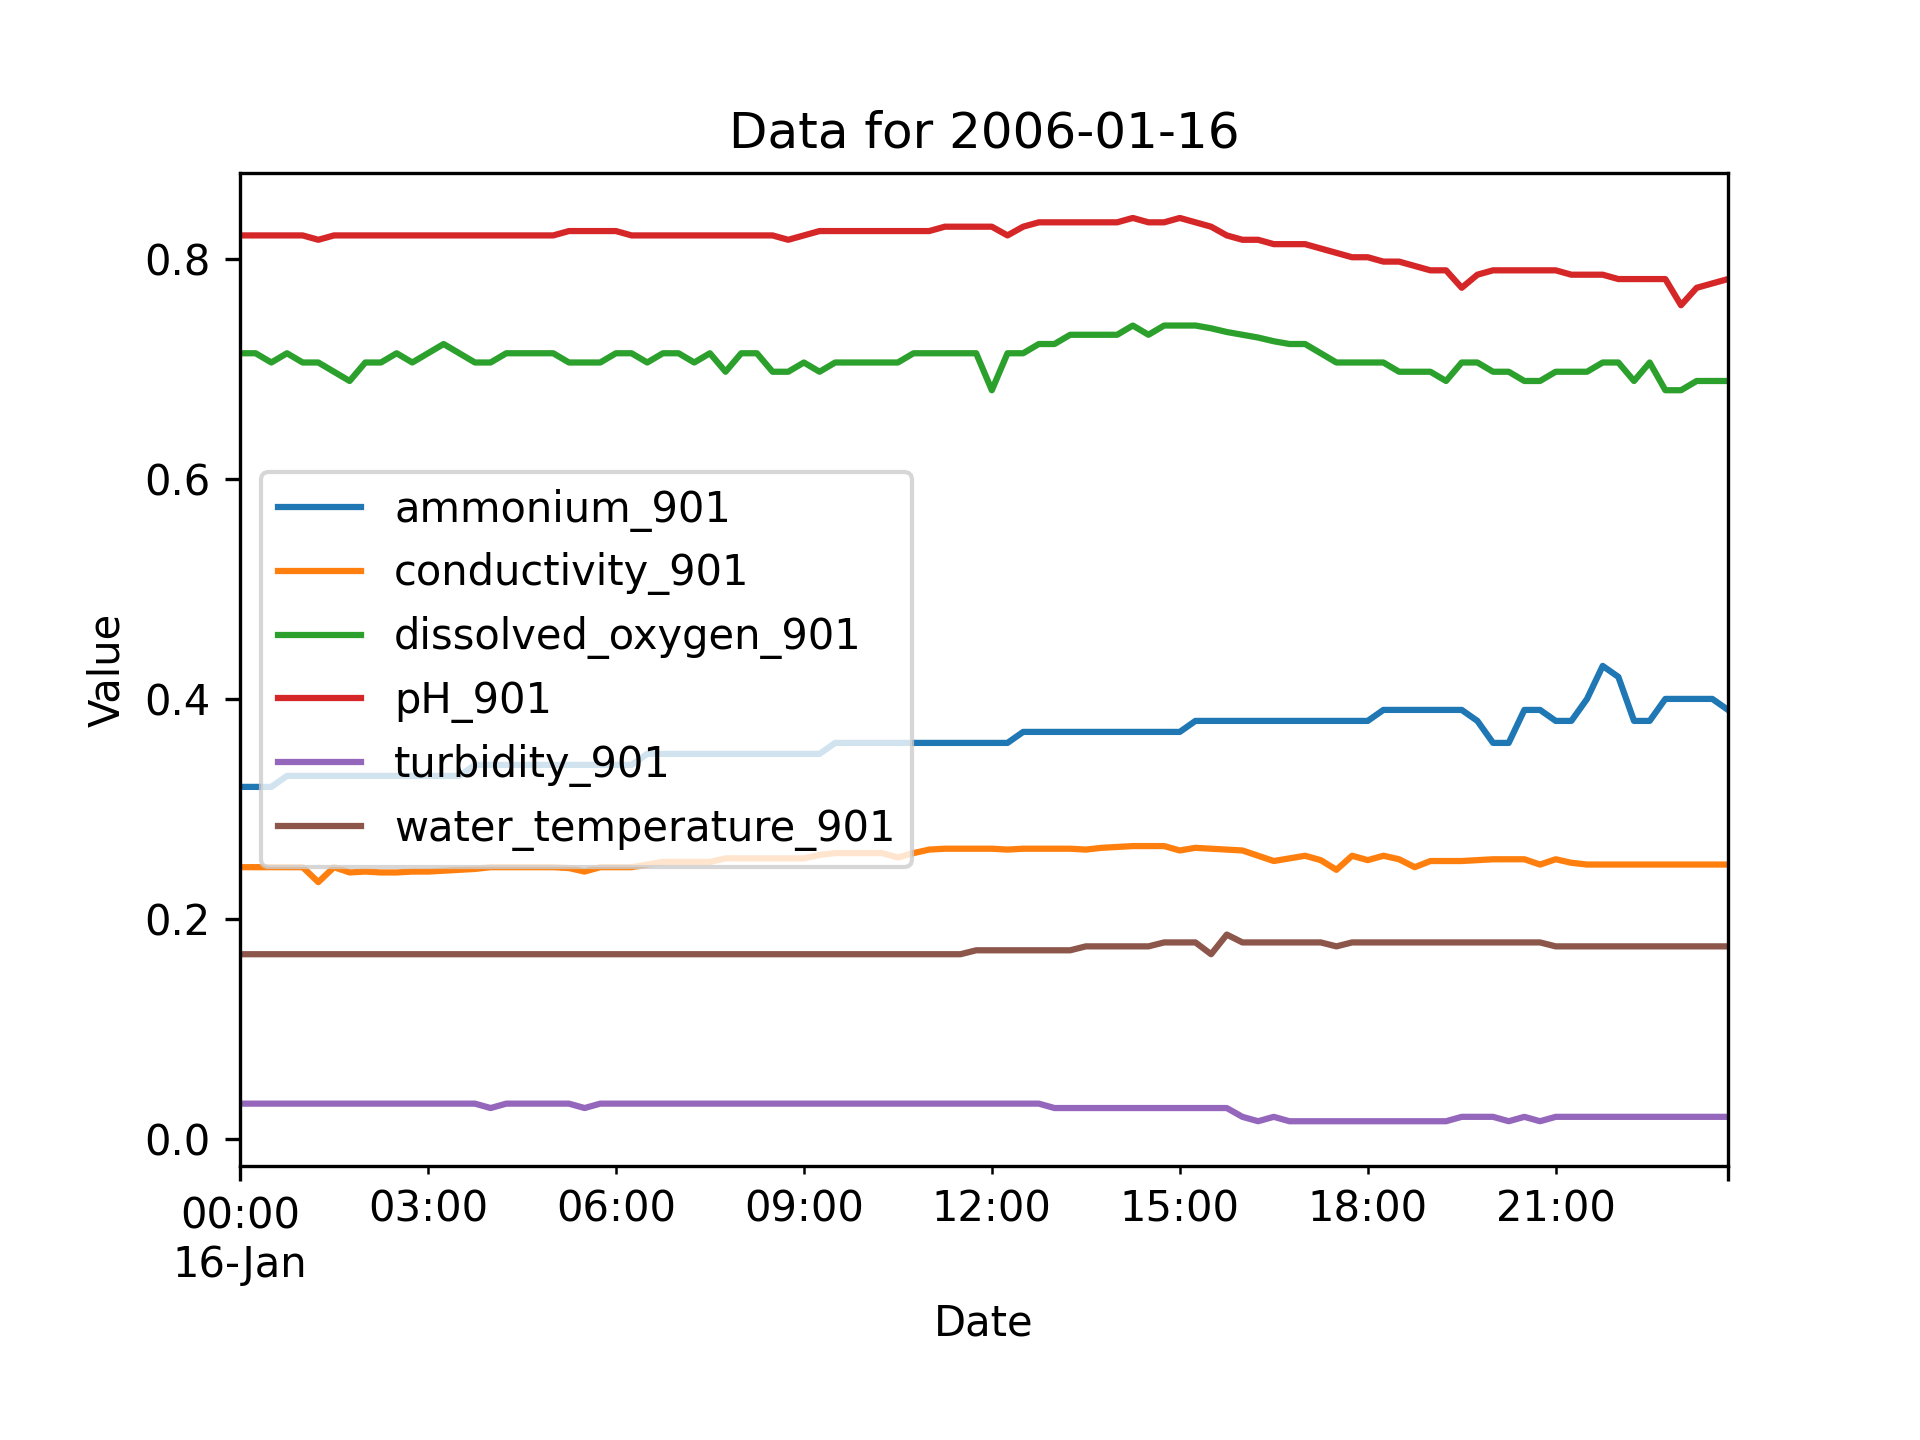 Data for 2006-01-16
Value
0.8
0.6
0.4
0.2
0.0
ammonium_901
conductivity_901
dissolved_oxygen_901
pH_901
turbidity_901
water_temperature_901
00:00 03:00 06:00 09:00 12:00 15:00 18:00 21:00
16-Jan
Date